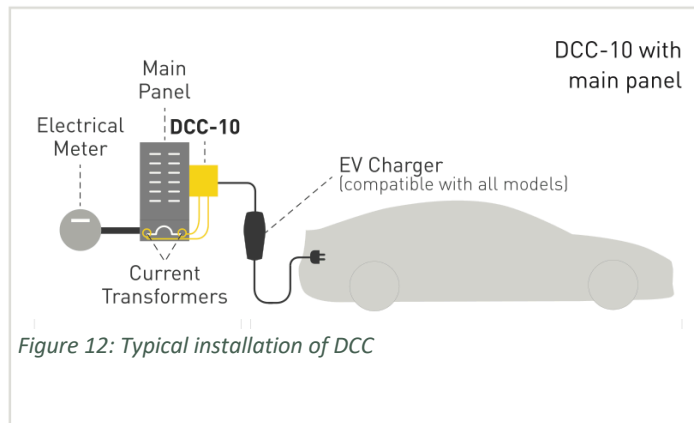 DCC-10 with
main panel
Main
Panel
DCC-10
Electrical
Meter
EV Charger
(compatible with all models)
Current
Transformers
Figure 12: Typical installation of DCC